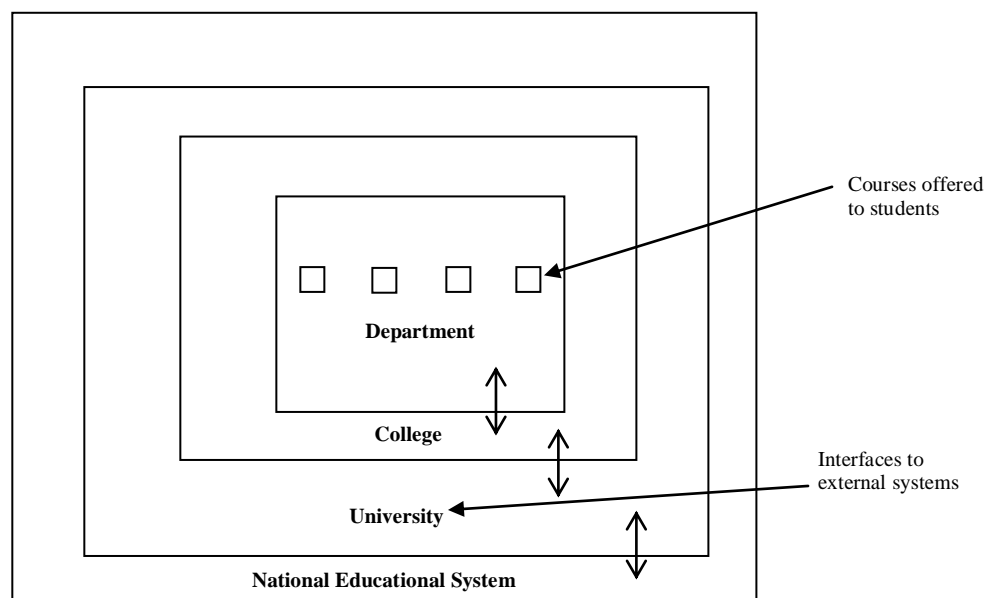 Courses offered
to students
Department
College
Interfaces to
external systems
University
National Educational System